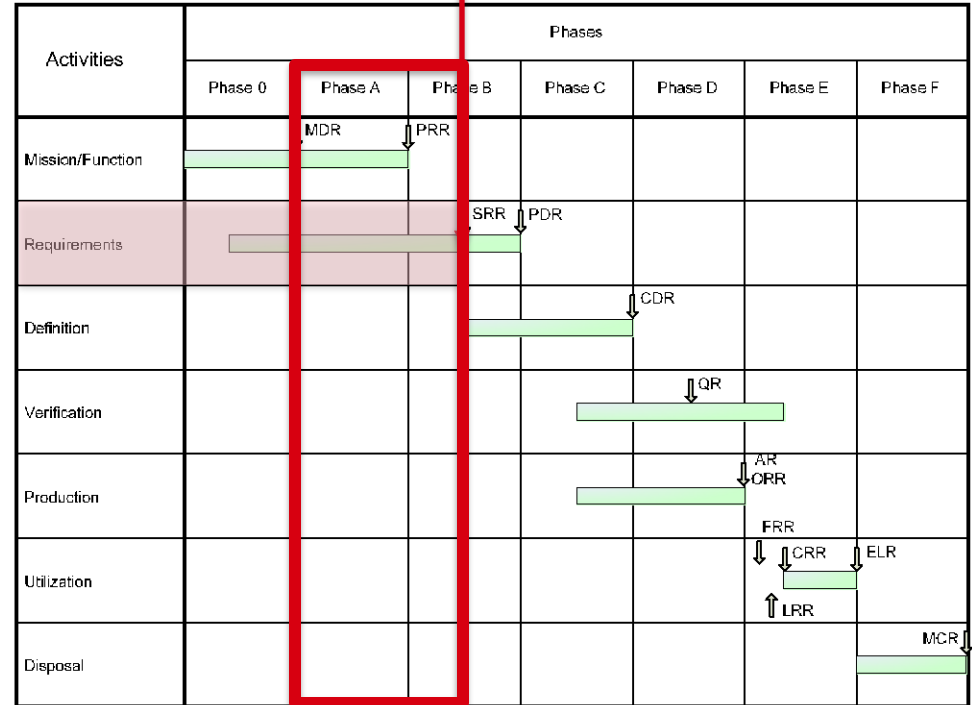 Phases
Activities
Phase 0 Phase A Phase B Phase C Phase D Phase E Phase F
MDR PRR
Mission/Function
SRR PDR
Requirements
CDR
Definition
QR
Verification
AR
ORR
Production
FRR
CRR ELR
Utilization
LRR
MCR
Disposal